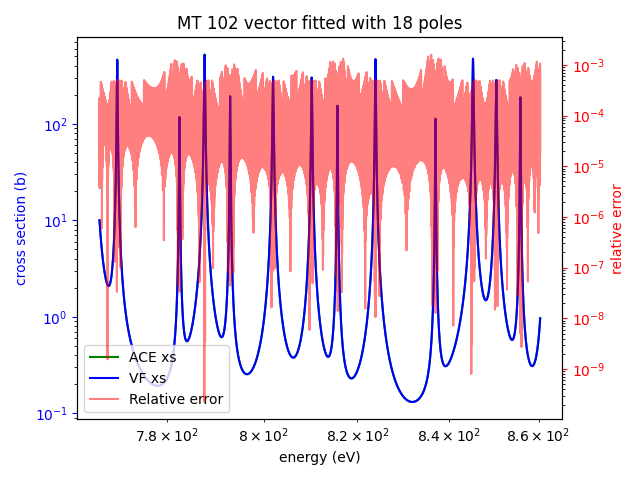 MT 102 vector fitted with 18 poles
cross section (b)
10²
10¹
10⁰
10⁻¹
ACE xs
VF xs
Relative error
10⁻³
10⁻⁴
10⁻⁵
10⁻⁶
10⁻⁷
10⁻⁸
10⁻⁹
relative error
7.8 × 10² 8 × 10² 8.2 × 10² 8.4 × 10² 8.6 × 10²
energy (eV)